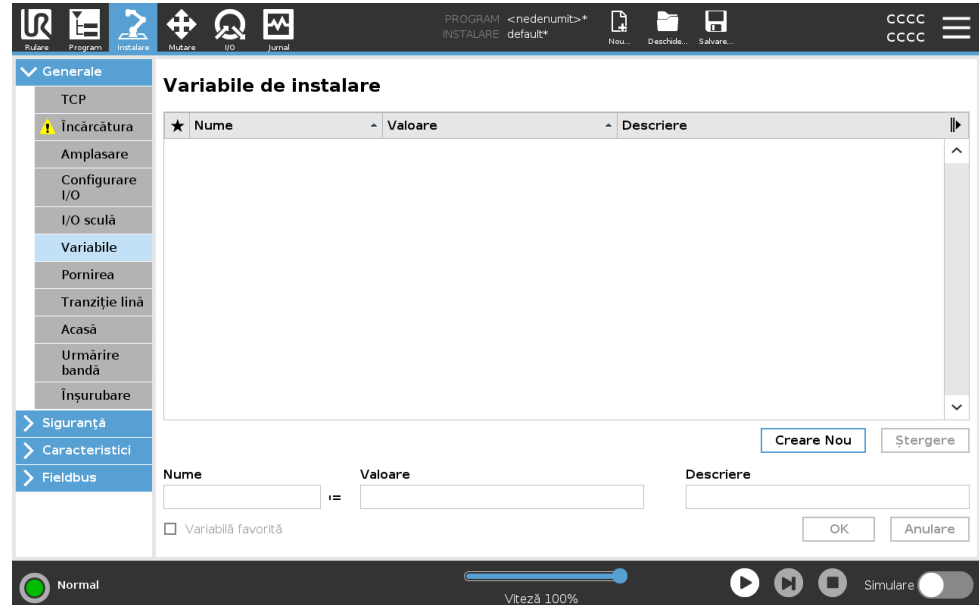 PROGRAM <nedenumit>*
INSTALARE default*
CCCC
CCCC
Rulare Program Instalare Mutare I/O Jurnal Nou... Deschide... Salvare...
Generale
TCP
Încărcătura
Amplasare
Configurare
I/O
I/O sculă
Variabile
Pornirea
Tranziție lină
Acasă
Urmărire
bandă
Înșurubare
Siguranță
Caracteristici
Fieldbus
Variabile de instalare
Nume Valoare Descriere
Creare Nou Ștergere
Nume Valoare Descriere
:=
Variabilă favorită OK Anulare
Normal Viteză 100% Simulare